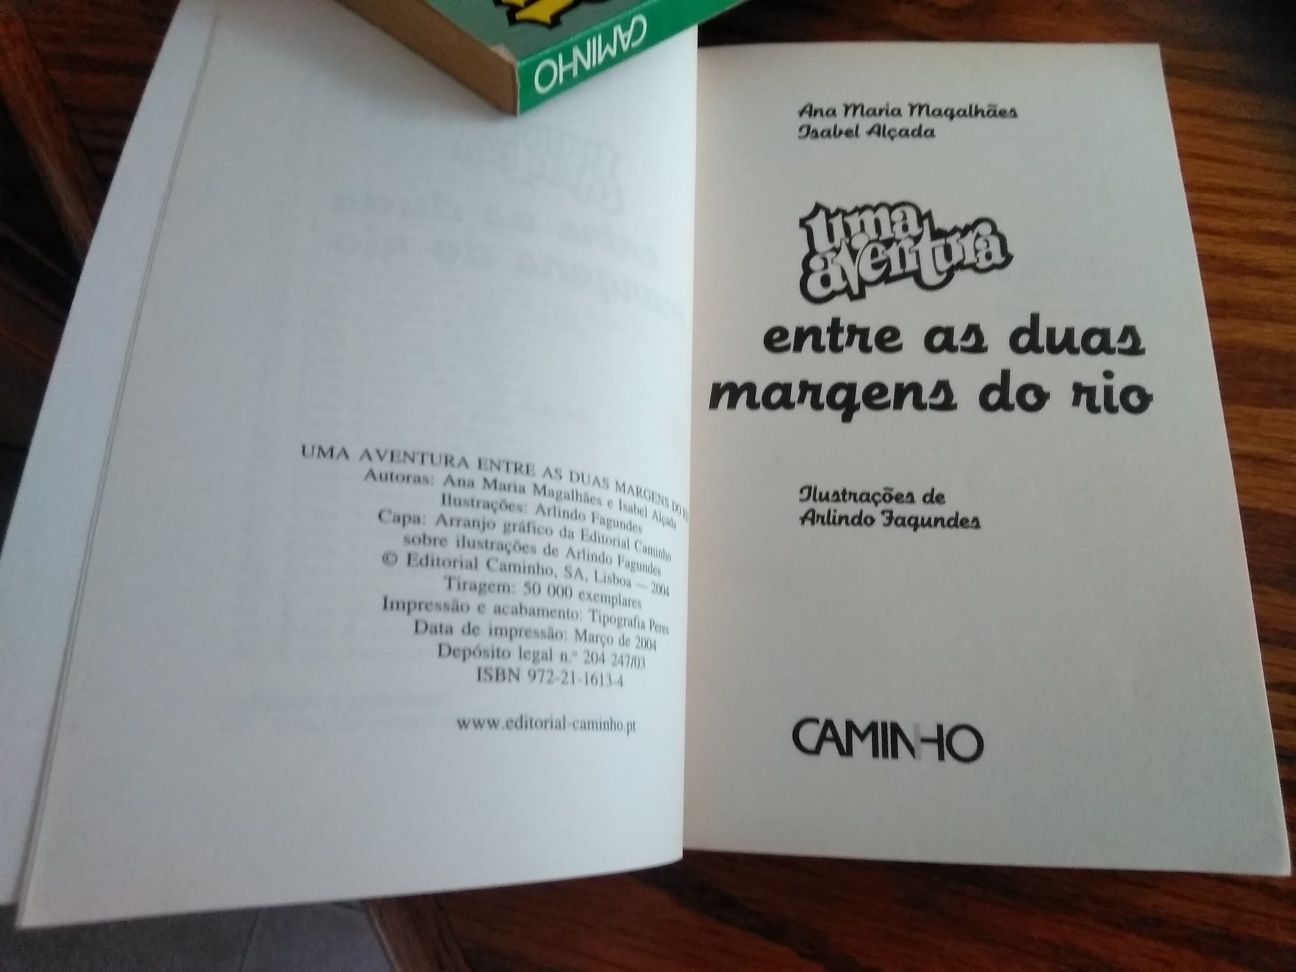 CAMINHO
UMA AVENTURA ENTRE AS DUAS MARGENS DO
Autoras: Ana Maria Magalhães e Isabel Alçada
Ilustrações: Arlindo Fagundes
Capa: Arranjo gráfico da Editorial Caminho
sobre ilustrações de Arlindo Fagundes
© Editorial Caminho, SA, Lisboa — 2004
Tiragem: 50 000 exemplares
Impressão e acabamento: Tipografia Peres
Data de impressão: Março de 2004
Depósito legal n.º 204 247/03
ISBN 972-21-1613-4
www.editorial-caminho.pt
Ana Maria Magalhães
Isabel Alçada
uma
aventura
entre as duas
margens do rio
Ilustrações de
Arlindo Fagundes
CAMINHO